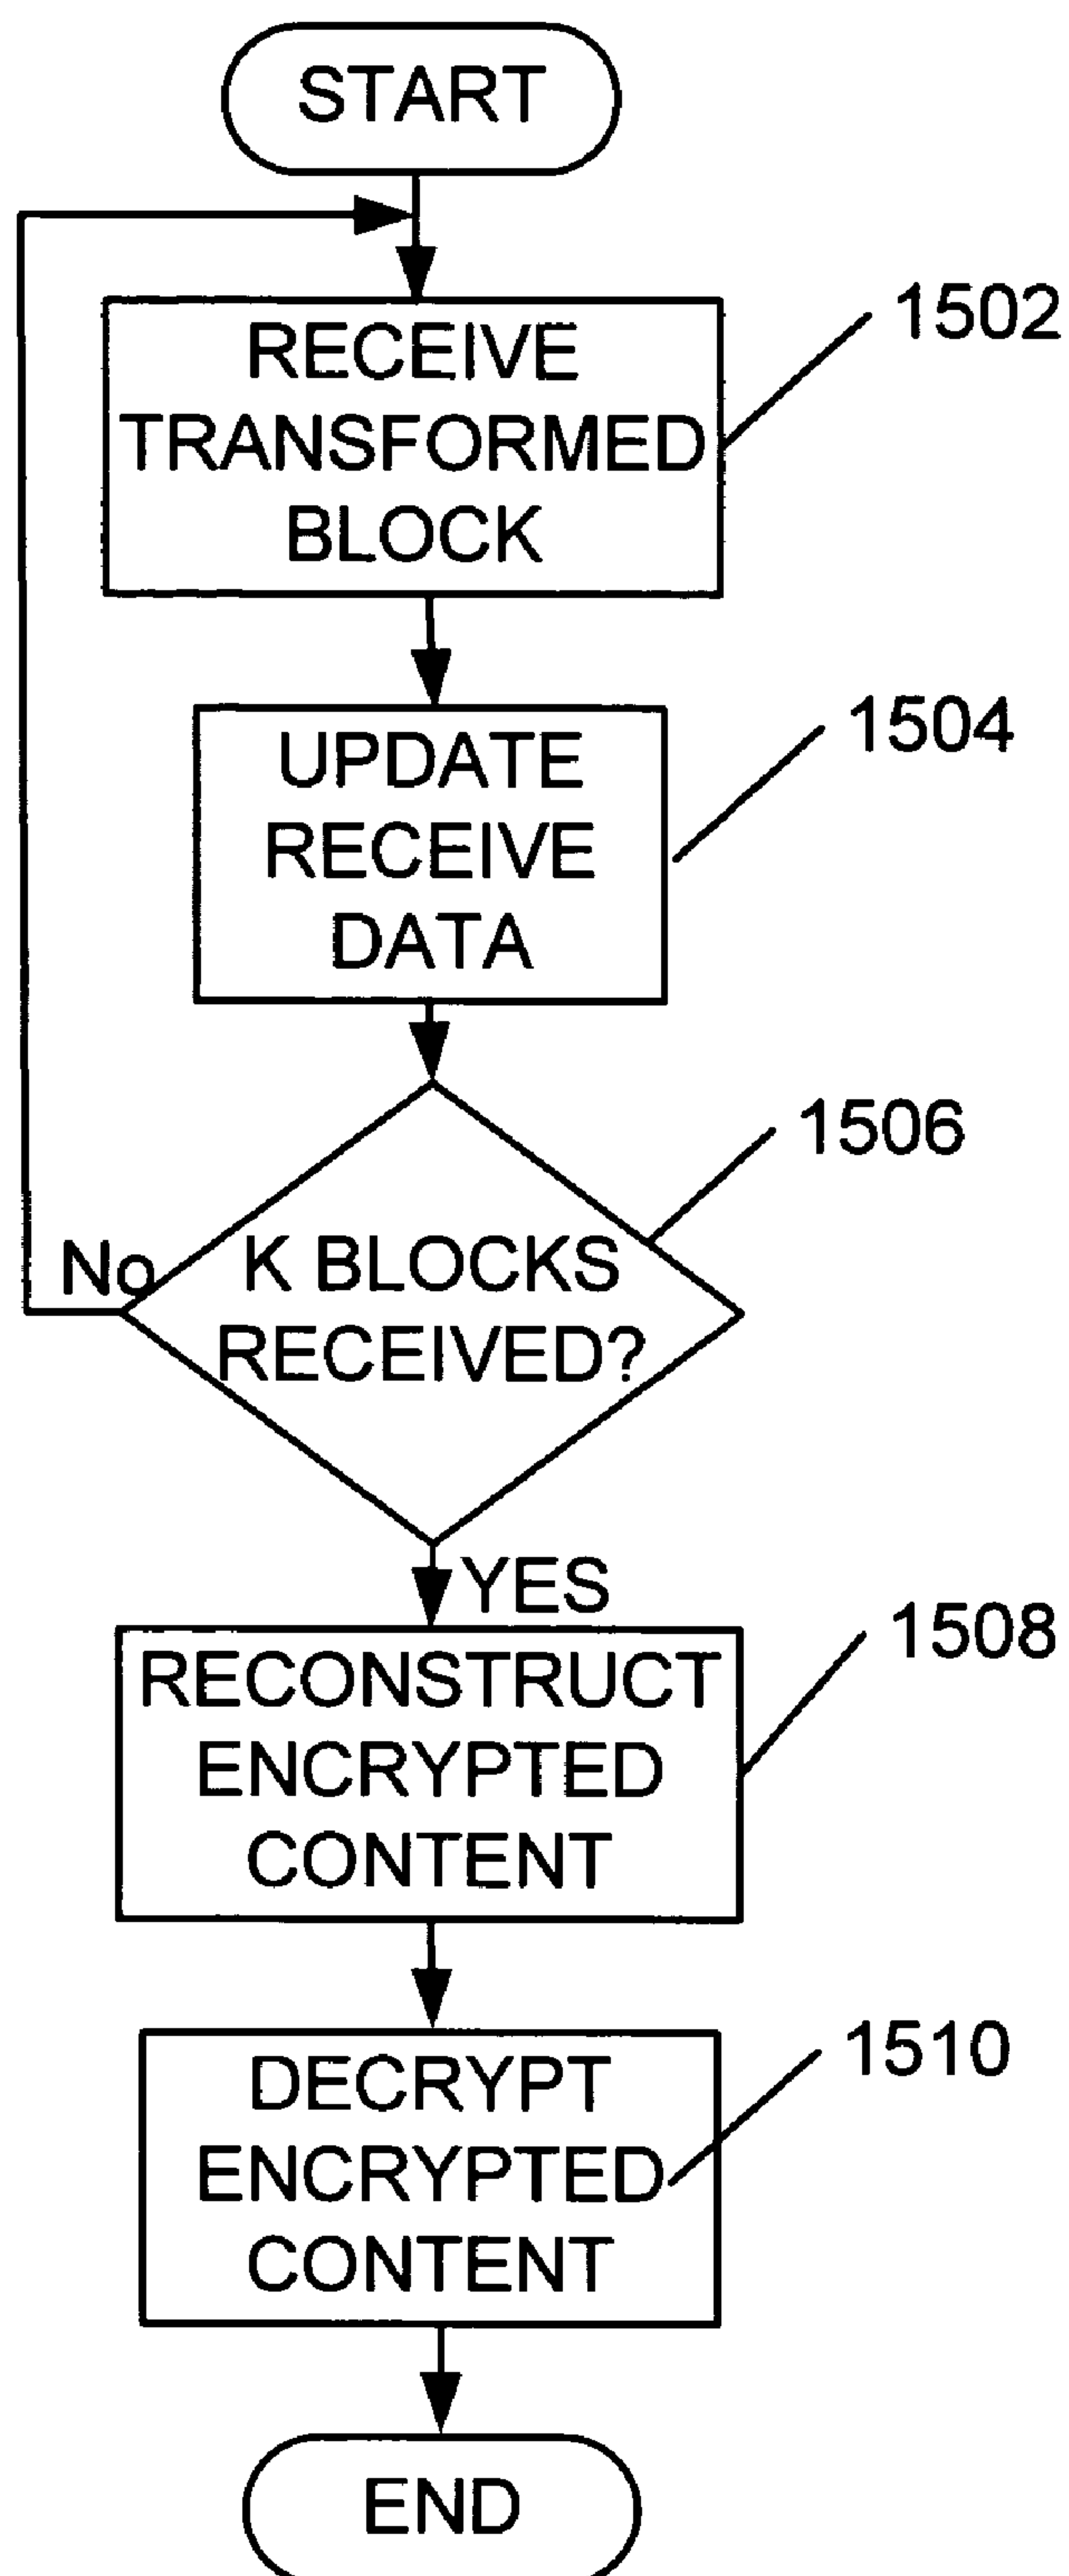 START
1502
RECEIVE
TRANSFORMED
BLOCK
1504
UPDATE
RECEIVE
DATA
1506
No
K BLOCKS
RECEIVED?
YES
1508
RECONSTRUCT
ENCRYPTED
CONTENT
1510
DECRYPT
ENCRYPTED
CONTENT
END